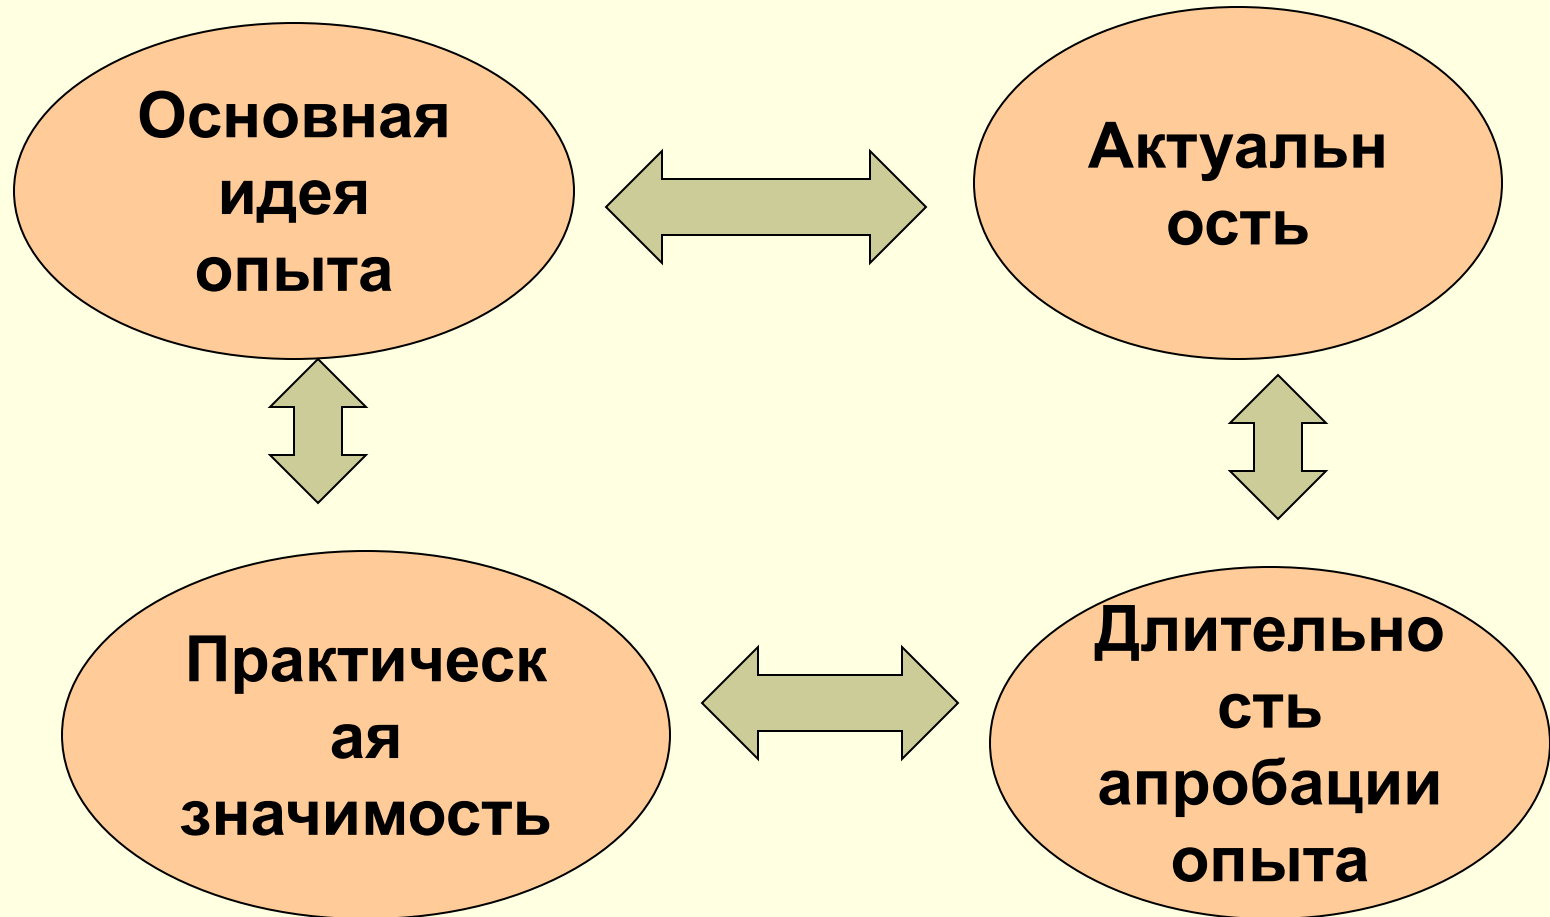 Основная
идея
опыта
Актуальн
ость
Практическ
ая
значимость
Длительно
сть
апробации
опыта